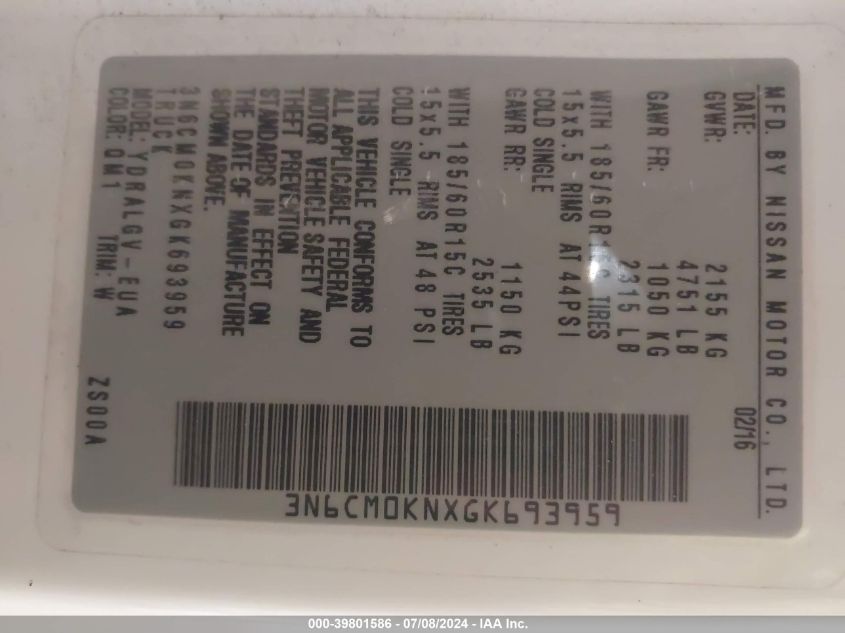 MFD. BY NISSAN MOTOR CO., LTD.
DATE: 02/16
GVWR: 2155 KG
4751 LB
GAWR FR: 1050 KG
2315 LB
WITH 185/60R15C TIRES
15x5.5 RIMS AT 44PSI
COLD SINGLE
GAWR RR: 1150 KG
2535 LB
WITH 185/60R15C TIRES
15x5.5 RIMS AT 48 PSI
COLD SINGLE
THIS VEHICLE CONFORMS TO
ALL APPLICABLE FEDERAL
MOTOR VEHICLE SAFETY AND
THEFT PREVENTION
STANDARDS IN EFFECT ON
THE DATE OF MANUFACTURE
SHOWN ABOVE.
3N6CM0KNXGK693959
TRUCK
MODEL: YDRALGV-EUA
COLOR: QM1 TRIM: W
ZS00A
3N6CM0KNXGK693959
000-39801586 - 07/08/2024 - IAA Inc.